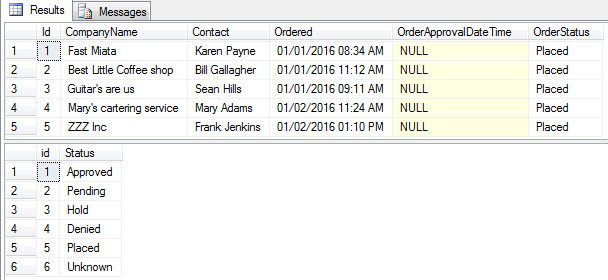 Results Messages
Id CompanyName Contact Ordered OrderApprovalDateTime OrderStatus
1 1 Fast Miata Karen Payne 01/01/2016 08:34 AM NULL Placed
2 2 Best Little Coffee shop Bill Gallagher 01/01/2016 11:12 AM NULL Placed
3 3 Guitar's are us Sean Hills 01/01/2016 09:11 AM NULL Placed
4 4 Mary's cartering service Mary Adams 01/02/2016 11:24 AM NULL Placed
5 5 ZZZ Inc Frank Jenkins 01/02/2016 01:10 PM NULL Placed
id Status
1 1 Approved
2 2 Pending
3 3 Hold
4 4 Denied
5 5 Placed
6 6 Unknown